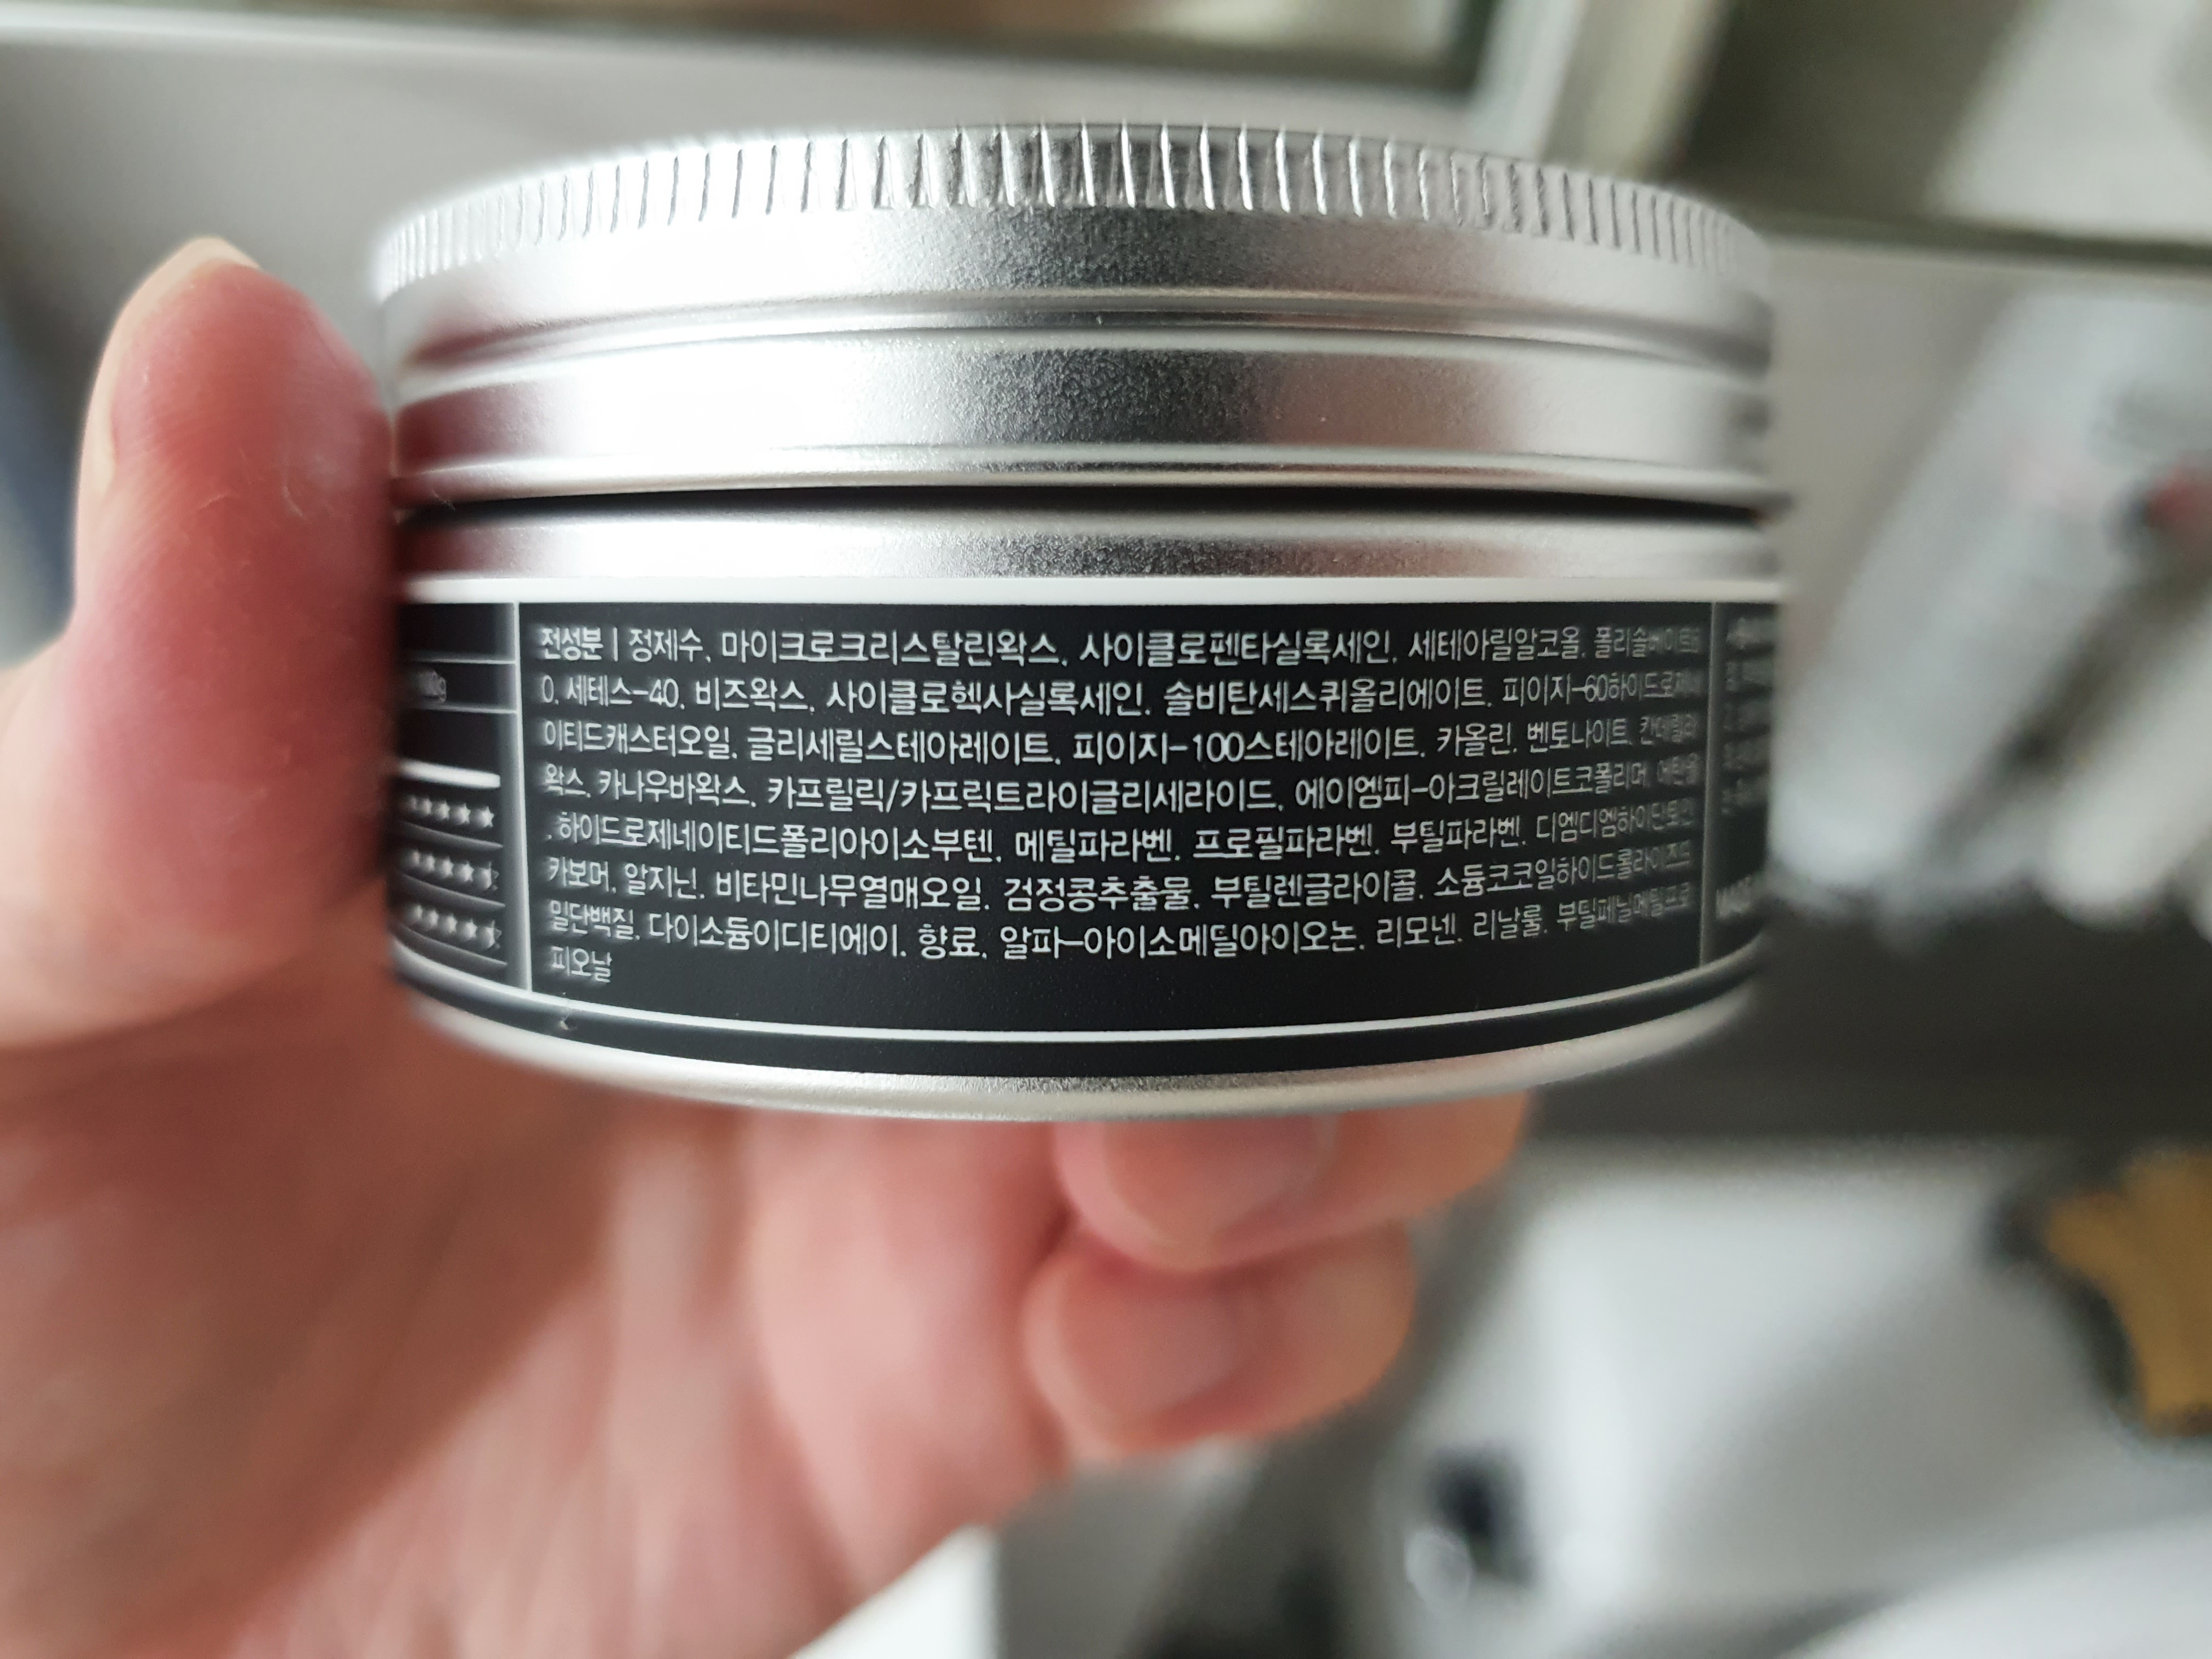 전성분 | 정제수, 마이크로크리스탈린왁스, 사이클로펜타실록세인, 세테아릴알코올, 폴리솔베이트6
0, 세테스-40, 비즈왁스, 사이클로헥사실록세인, 솔비탄세스퀴올리에이트, 피이지-60하이드로제네
이티드캐스터오일, 글리세릴스테아레이트, 피이지-100스테아레이트, 카올린, 벤토나이트, 칸데릴라
왁스, 카나우바왁스, 카프릴릭/카프릭트라이글리세라이드, 에이엠피-아크릴레이트코폴리머, 에탄올
, 하이드로제네이티드폴리아이소부텐, 메틸파라벤, 프로필파라벤, 부틸파라벤, 디엠디엠하이단토인,
카보머, 알지닌, 비타민나무열매오일, 검정콩추출물, 부틸렌글라이콜, 소듐코코일하이드롤라이즈드
밀단백질, 다이소듐이디티에이, 향료, 알파-아이소메딜아이오논, 리모넨, 리날룰, 부틸페닐메틸프로
피오날